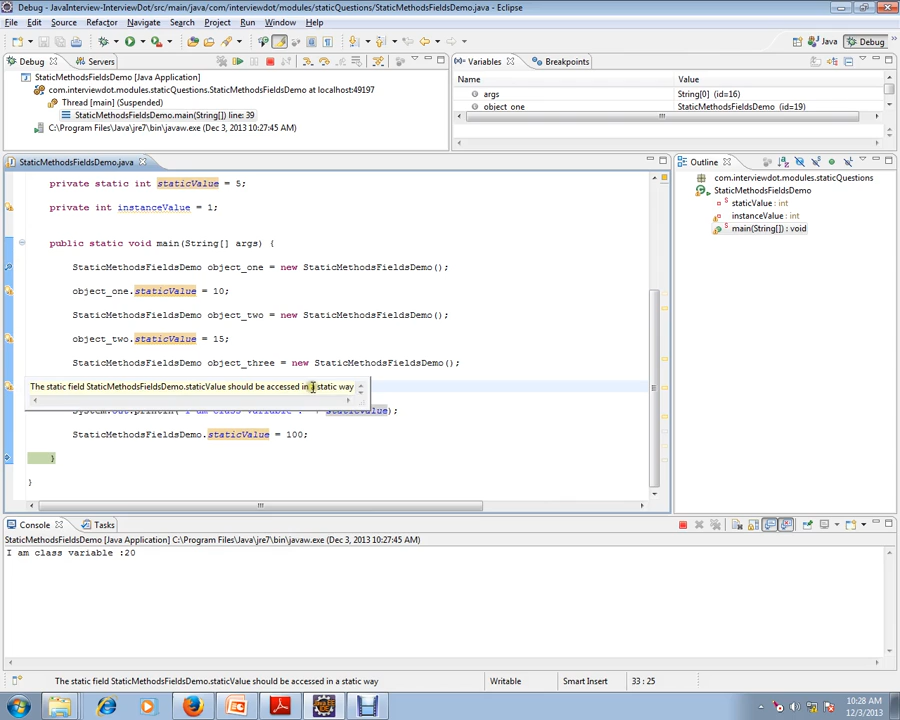 Debug - JavaInterview-InterviewDot/src/main/java/com/interviewdot/modules/staticQuestions/StaticMethodsFieldsDemo.java - Eclipse
File Edit Source Refactor Navigate Search Project Run Window Help
Java Debug
Debug Servers
StaticMethodsFieldsDemo [Java Application]
com.interviewdot.modules.staticQuestions.StaticMethodsFieldsDemo at localhost:49197
Thread [main] (Suspended)
StaticMethodsFieldsDemo.main(String[]) line: 39
C:\Program Files\Java\jre7\bin\javaw.exe (Dec 3, 2013 10:27:45 AM)
Variables Breakpoints
Name Value
args String[0] (id=16)
object_one StaticMethodsFieldsDemo (id=19)
StaticMethodsFieldsDemo.java
private static int staticValue = 5;
private int instanceValue = 1;
public static void main(String[] args) {
StaticMethodsFieldsDemo object_one = new StaticMethodsFieldsDemo();
object_one.staticValue = 10;
StaticMethodsFieldsDemo object_two = new StaticMethodsFieldsDemo();
object_two.staticValue = 15;
StaticMethodsFieldsDemo object_three = new StaticMethodsFieldsDemo();
The static field StaticMethodsFieldsDemo.staticValue should be accessed in a static way
System.out.println("I am class variable :" + staticValue);
StaticMethodsFieldsDemo.staticValue = 100;
}
}
Outline
com.interviewdot.modules.staticQuestions
StaticMethodsFieldsDemo
staticValue : int
instanceValue : int
main(String[]) : void
Console Tasks
StaticMethodsFieldsDemo [Java Application] C:\Program Files\Java\jre7\bin\javaw.exe (Dec 3, 2013 10:27:45 AM)
I am class variable :20
The static field StaticMethodsFieldsDemo.staticValue should be accessed in a static way
Writable
Smart Insert
33 : 25
10:28 AM
12/3/2013